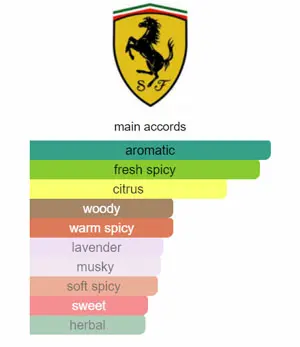 S F
main accords
aromatic
fresh spicy
citrus
woody
warm spicy
lavender
musky
soft spicy
sweet
herbal